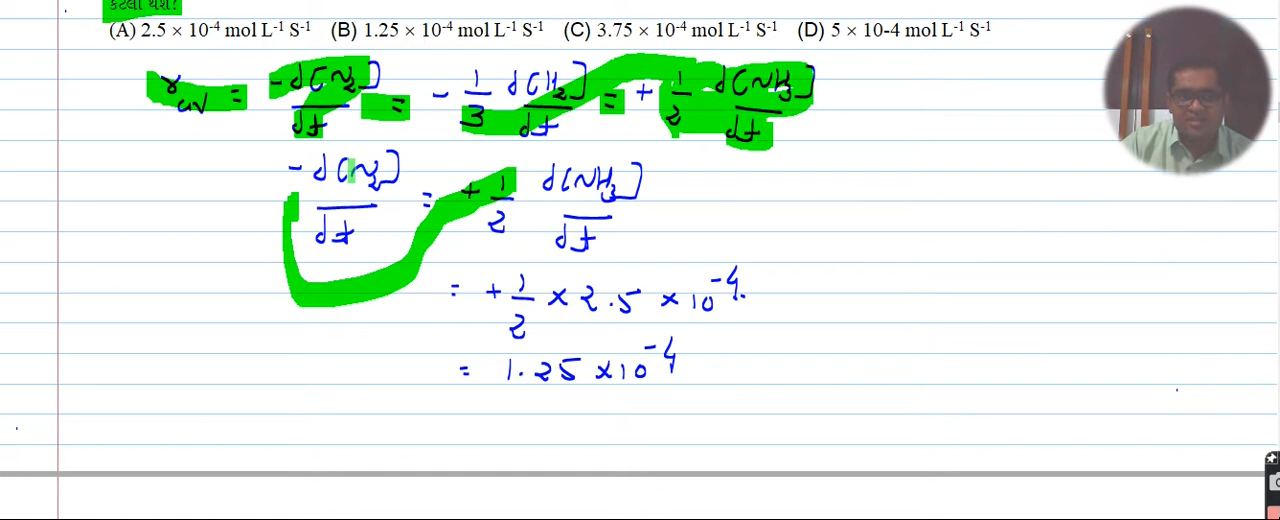 કેટલો થશે?
(A) 2.5 × 10⁻⁴ mol L⁻¹ S⁻¹ (B) 1.25 × 10⁻⁴ mol L⁻¹ S⁻¹ (C) 3.75 × 10⁻⁴ mol L⁻¹ S⁻¹ (D) 5 × 10-4 mol L⁻¹ S⁻¹
r_av = -d[N₂]/dt = - 1/3 d[H₂]/dt = + 1/2 d[NH₃]/dt
-d[N₂]/dt = + 1/2 d[NH₃]/dt
= + 1/2 × 2.5 × 10⁻⁴
= 1.25 × 10⁻⁴